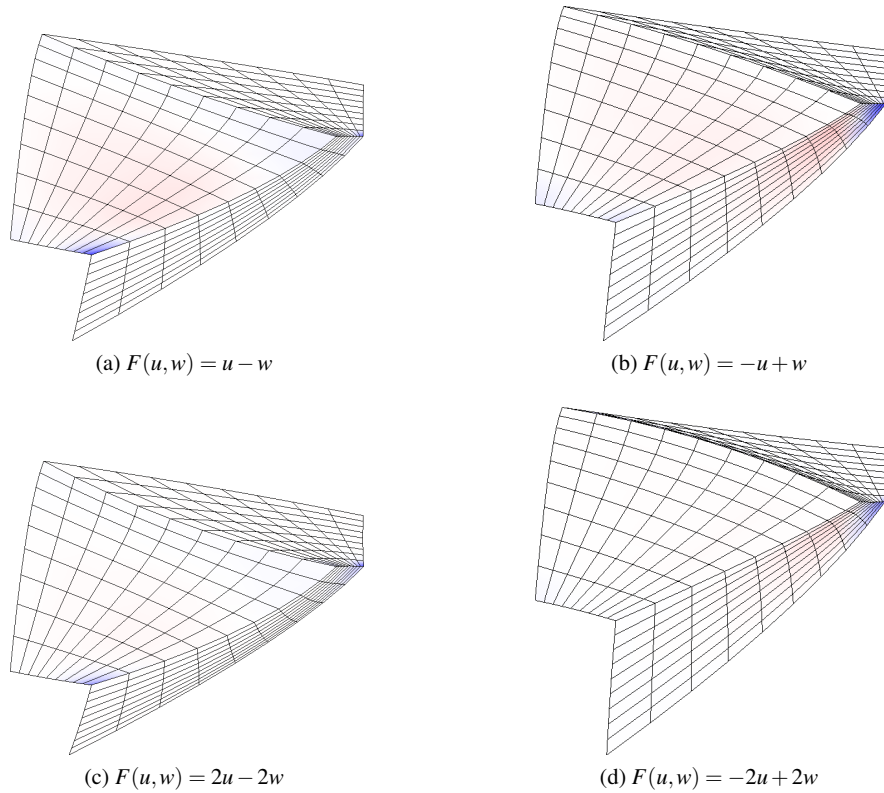 (a) F(u,w) = u − w
(b) F(u,w) = −u + w
(c) F(u,w) = 2u − 2w
(d) F(u,w) = −2u + 2w